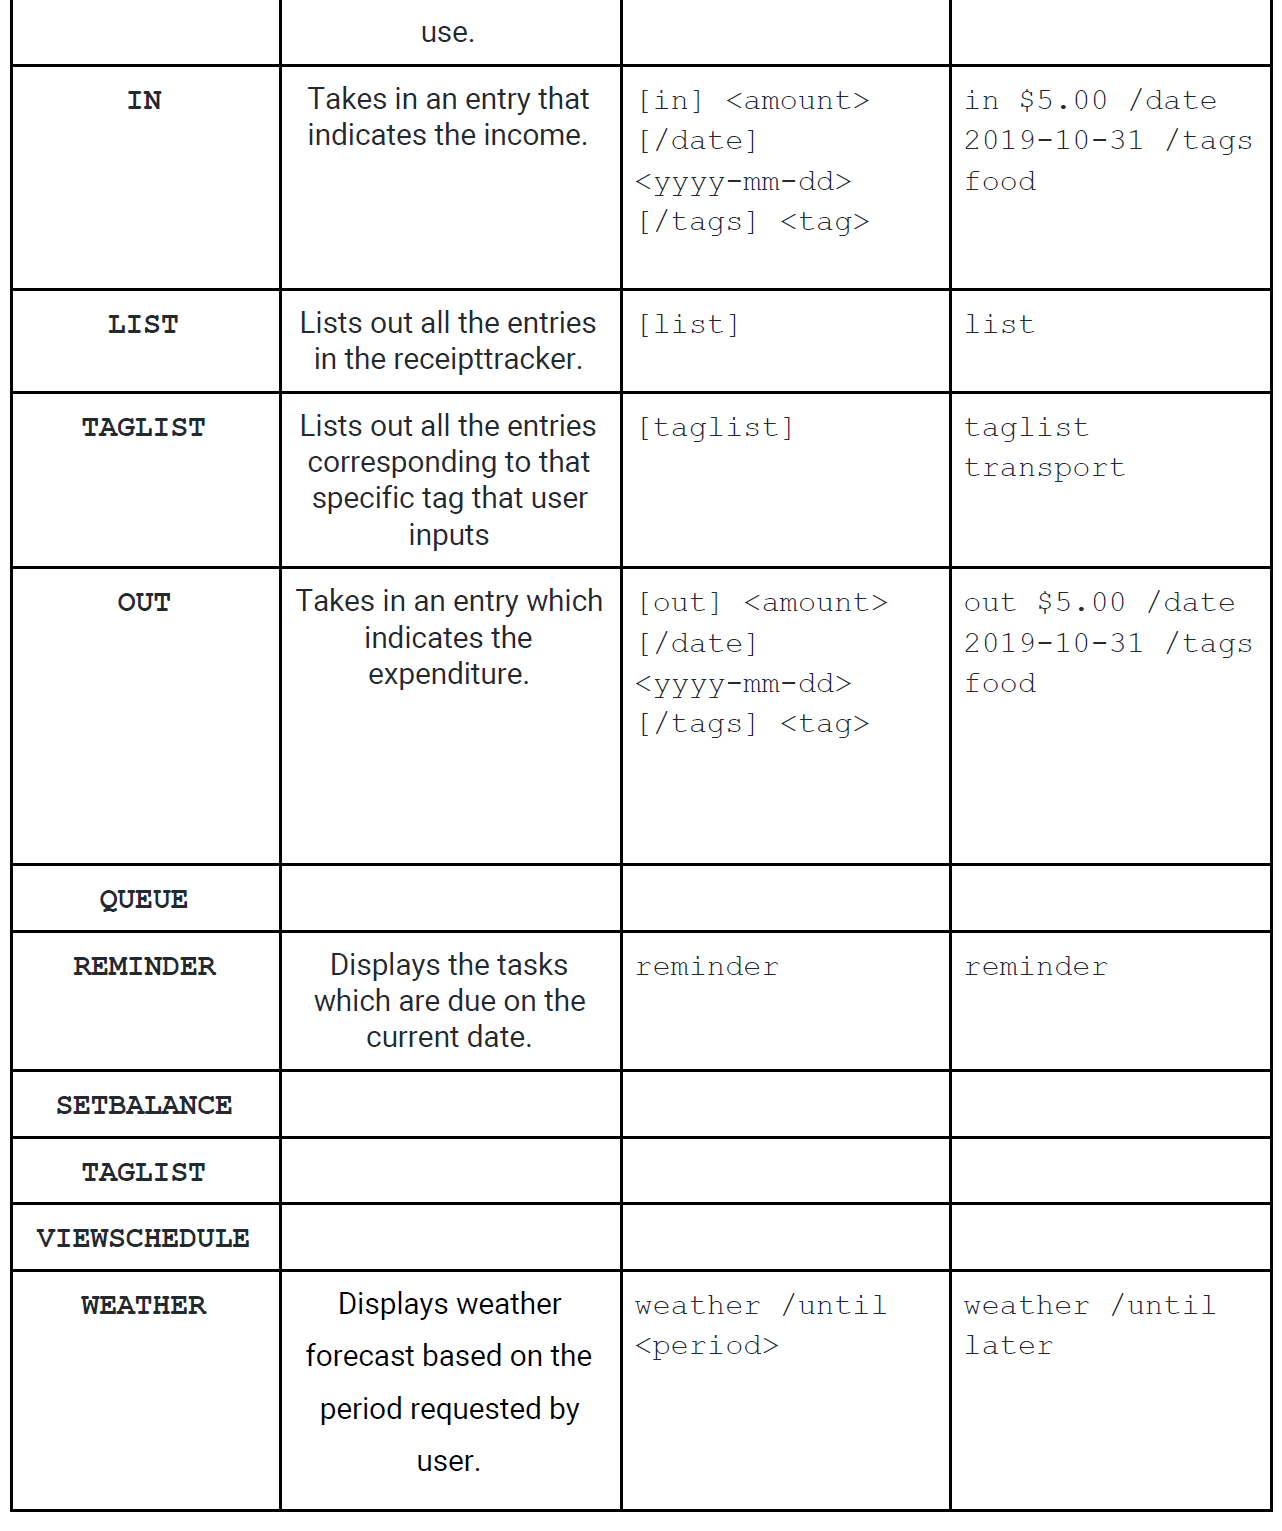 use.
IN
Takes in an entry that
indicates the income.
[in] <amount>
[/date]
<yyyy-mm-dd>
[/tags] <tag>
in $5.00 /date
2019-10-31 /tags
food
LIST
Lists out all the entries
in the receipttracker.
[list]
list
TAGLIST
Lists out all the entries
corresponding to that
specific tag that user
inputs
[taglist]
taglist
transport
OUT
Takes in an entry which
indicates the
expenditure.
[out] <amount>
[/date]
<yyyy-mm-dd>
[/tags] <tag>
out $5.00 /date
2019-10-31 /tags
food
QUEUE
REMINDER
Displays the tasks
which are due on the
current date.
reminder
reminder
SETBALANCE
TAGLIST
VIEWSCHEDULE
WEATHER
Displays weather
forecast based on the
period requested by
user.
weather /until
<period>
weather /until
later